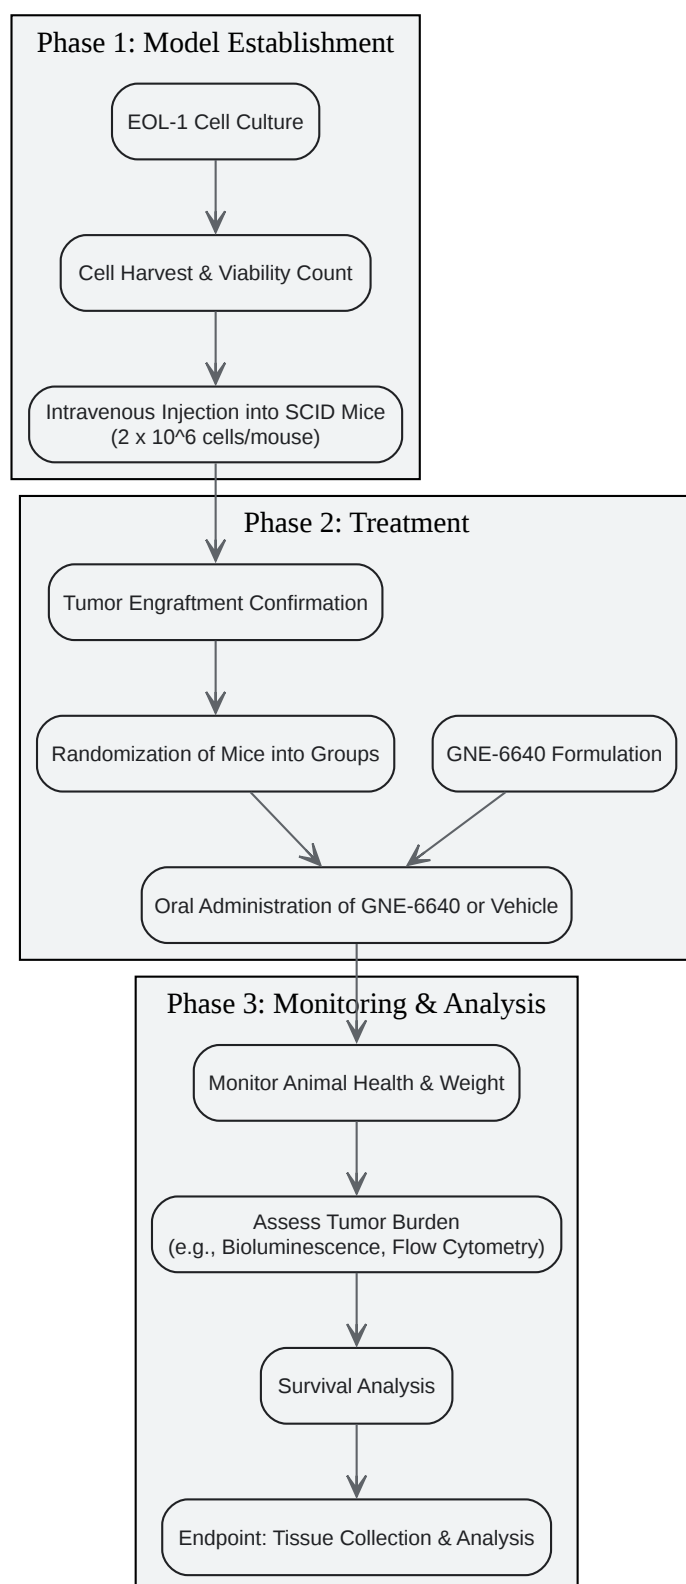 Phase 1: Model Establishment
EOL-1 Cell Culture
Cell Harvest & Viability Count
Intravenous Injection into SCID Mice
(2 x 10^6 cells/mouse)
Phase 2: Treatment
Tumor Engraftment Confirmation
Randomization of Mice into Groups
GNE-6640 Formulation
Oral Administration of GNE-6640 or Vehicle
Phase 3: Monitoring & Analysis
Monitor Animal Health & Weight
Assess Tumor Burden
(e.g., Bioluminescence, Flow Cytometry)
Survival Analysis
Endpoint: Tissue Collection & Analysis